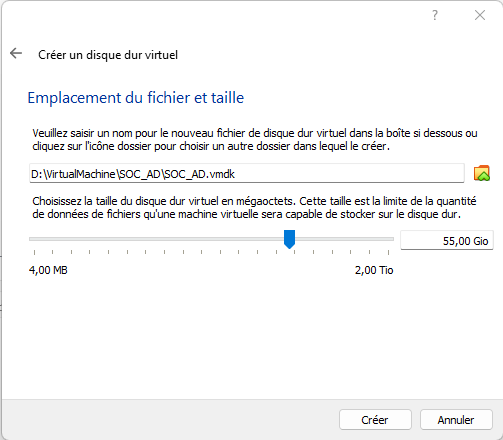 ?
Créer un disque dur virtuel
Emplacement du fichier et taille
Veuillez saisir un nom pour le nouveau fichier de disque dur virtuel dans la boîte si dessous ou
cliquez sur l'icône dossier pour choisir un autre dossier dans lequel le créer.
D:\VirtualMachine\SOC_AD\SOC_AD.vmdk
Choisissez la taille du disque dur virtuel en mégaoctets. Cette taille est la limite de la quantité
de données de fichiers qu'une machine virtuelle sera capable de stocker sur le disque dur.
55,00 Gio
4,00 MB 2,00 Tio
Créer Annuler